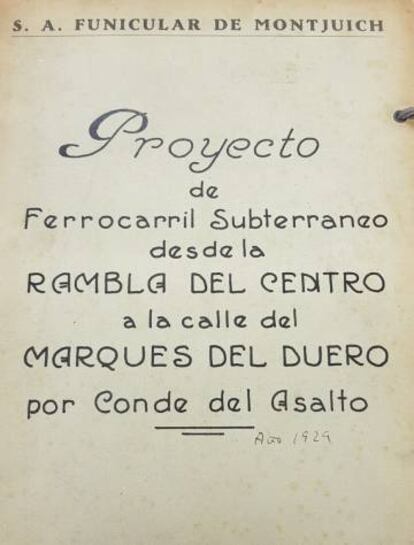 S. A. FUNICULAR DE MONTJUICH
Proyecto
de
Ferrocarril Subterraneo
desde la
RAMBLA DEL CENTRO
a la calle del
MARQUES DEL DUERO
por Conde del Asalto
Año 1929